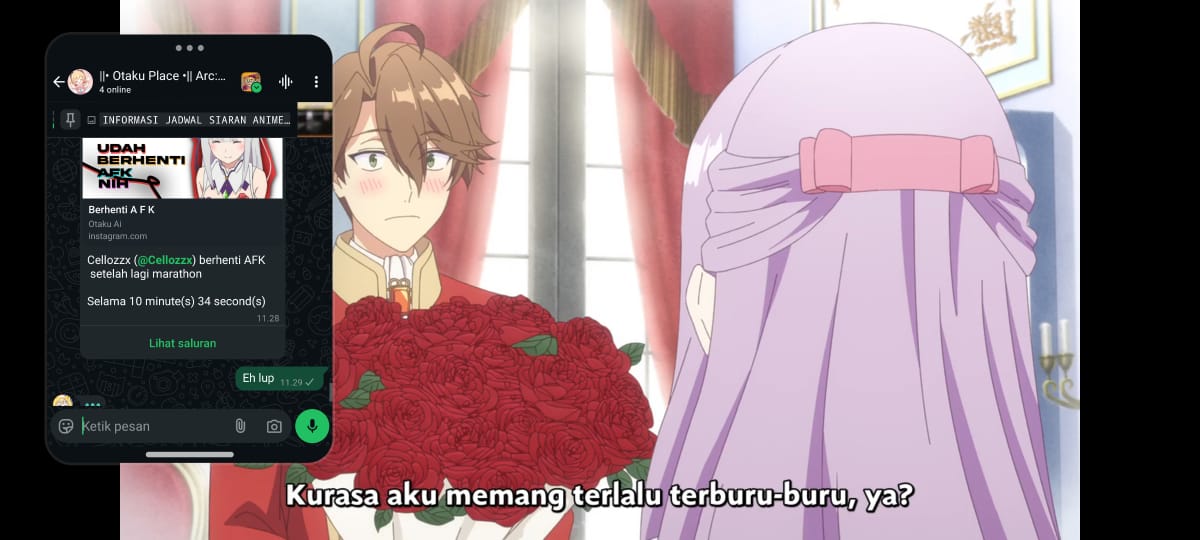 ||• Otaku Place •|| Arc:...
4 online
INFORMASI JADWAL SIARAN ANIME...
UDAH
BERHENTI
AFK
NIH
Berhenti A F K
Otaku Ai
instagram.com
Cellozzx (@Cellozzx) berhenti AFK
setelah lagi marathon
Selama 10 minute(s) 34 second(s)
11.28
Lihat saluran
Eh lup 11.29
Ketik pesan
Kurasa aku memang terlalu terburu-buru, ya?